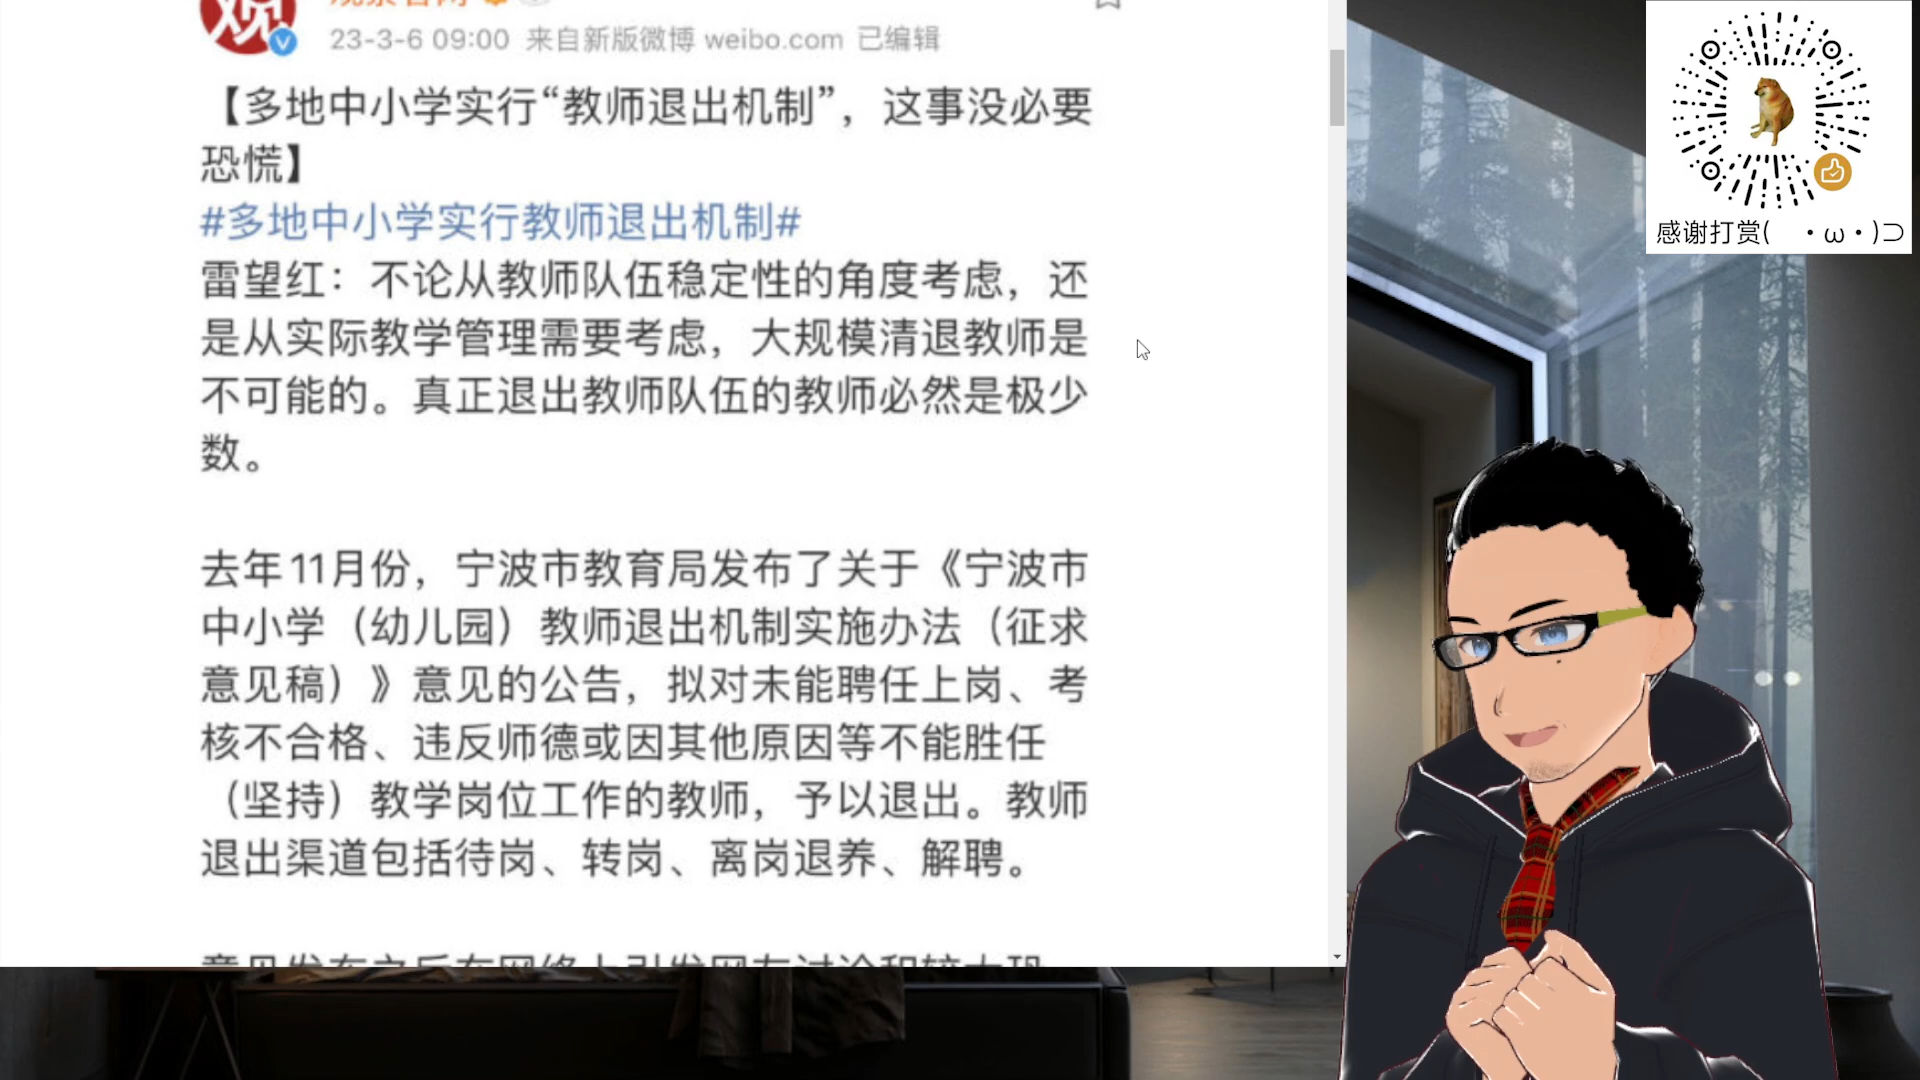 观察者网
23-3-6 09:00 来自新版微博 weibo.com 已编辑
【多地中小学实行“教师退出机制”，这事没必要
恐慌】
#多地中小学实行教师退出机制#
雷望红：不论从教师队伍稳定性的角度考虑，还
是从实际教学管理需要考虑，大规模清退教师是
不可能的。真正退出教师队伍的教师必然是极少
数。
去年11月份，宁波市教育局发布了关于《宁波市
中小学（幼儿园）教师退出机制实施办法（征求
意见稿）》意见的公告，拟对未能聘任上岗、考
核不合格、违反师德或因其他原因等不能胜任
（坚持）教学岗位工作的教师，予以退出。教师
退出渠道包括待岗、转岗、离岗退养、解聘。
感谢打赏(　・ω・)⊃